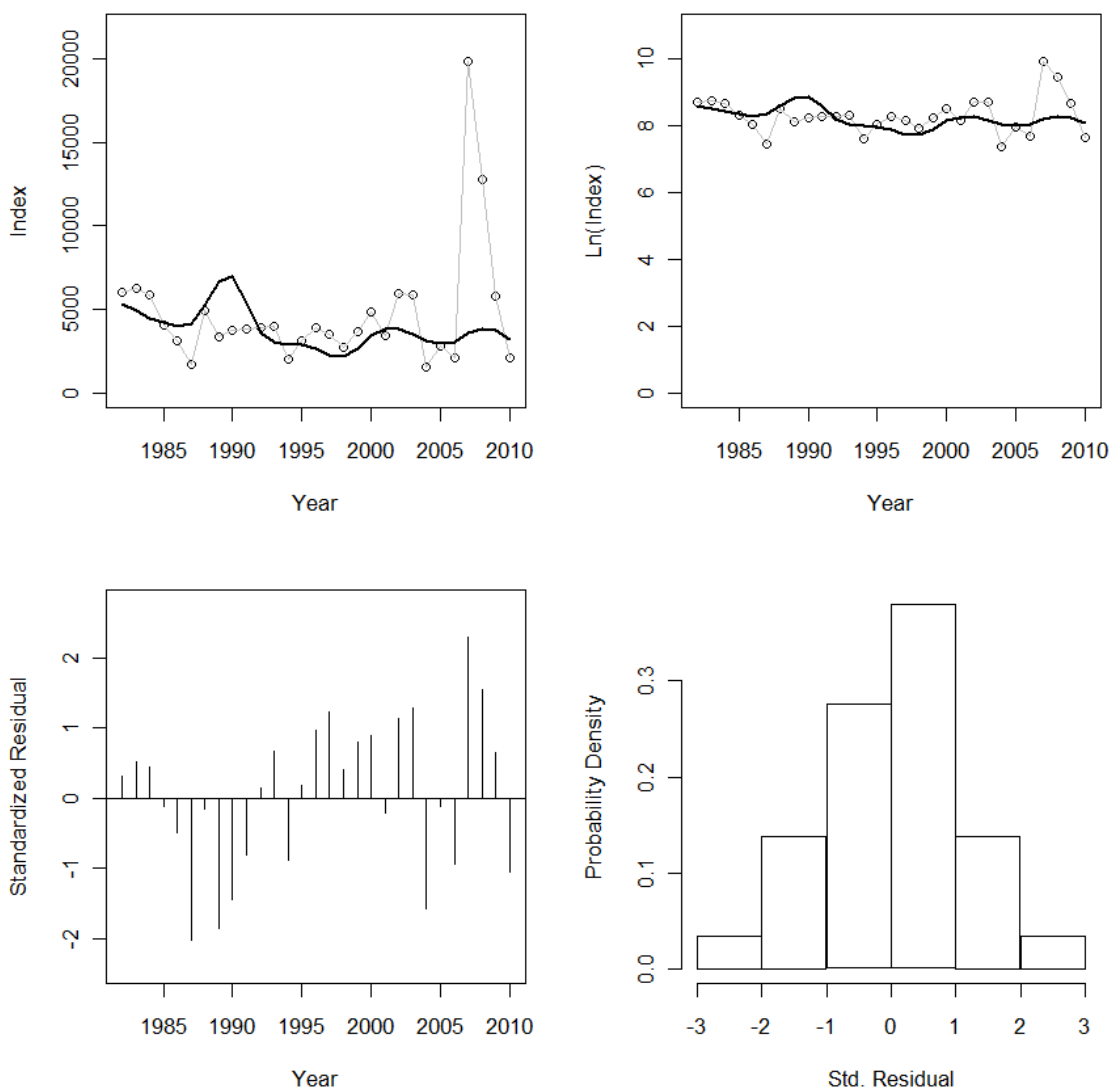 Index
20000
15000
10000
5000
0
1985 1990 1995 2000 2005 2010
Year
Ln(Index)
10
8
6
4
2
0
1985 1990 1995 2000 2005 2010
Year
Standardized Residual
2
1
0
-1
-2
1985 1990 1995 2000 2005 2010
Year
Probability Density
0.3
0.2
0.1
0.0
-3 -2 -1 0 1 2 3
Std. Residual